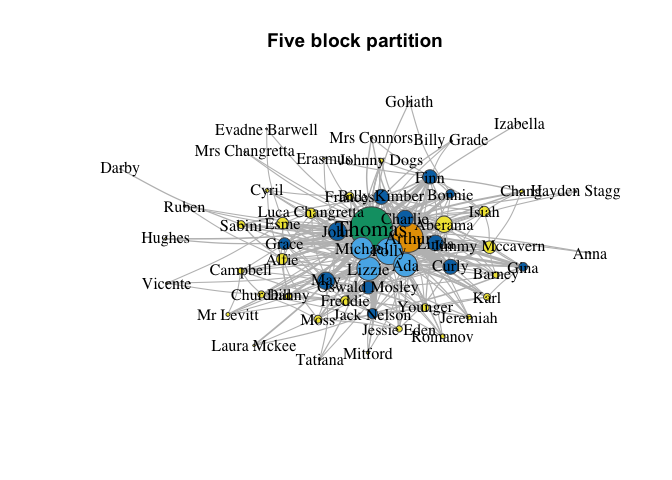 Five block partition
Goliath
Izabella
Evadne Barwell
Mrs Connors
Billy Grade
Mrs Changretta
Erasmus
Johnny Dogs
Darby
Finn
Cyril
Frances
Billy Kimber
Bonnie
Changretta
Hayden Stagg
Ruben
Luca Changretta
Charlie
Isiah
Sabini
Esme
Thomas
Aberama
John
Arthur
Hughes
Grace
Michael
Polly
Linda
Jimmy Mccavern
Alfie
Anna
Campbell
Lizzie
Ada
Curly
Gina
Barney
Vicente
May
Oswald Mosley
Churchill
Danny
Freddie
Karl
Younger
Mr Levitt
Moss
Jack Nelson
Jeremiah
Jessie Eden
Romanov
Laura Mckee
Tatiana
Mitford